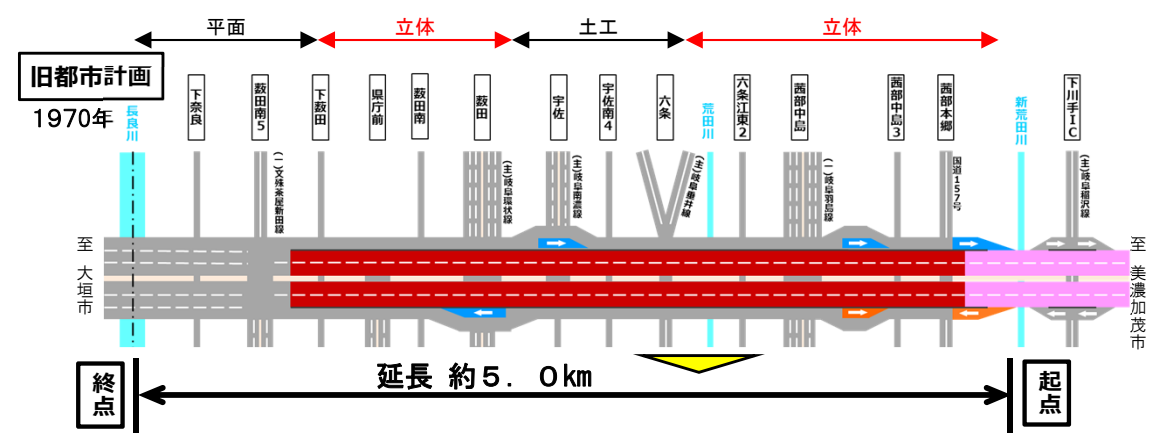 平面
立体
土工
立体
旧都市計画
1970年
長良川
下奈良
薮田南5
下薮田
県庁前
薮田南
薮田
宇佐
宇佐南4
六条
荒田川
六条江東2
茜部中島
茜部中島3
茜部本郷
新荒田川
下川手IC
(一)文殊茶屋新田線
(主)岐阜環状線
(主)岐阜南濃線
(主)岐阜垂井線
(一)岐阜羽島線
国道157号
(主)岐阜稲沢線
至 大垣市
至 美濃加茂市
終点
延長 約5.0km
起点